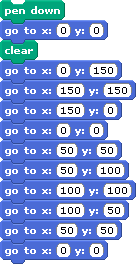 pen down
go to x: 0 y: 0
clear
go to x: 0 y: 150
go to x: 150 y: 150
go to x: 150 y: 0
go to x: 0 y: 0
go to x: 50 y: 50
go to x: 50 y: 100
go to x: 100 y: 100
go to x: 100 y: 50
go to x: 50 y: 50
go to x: 0 y: 0